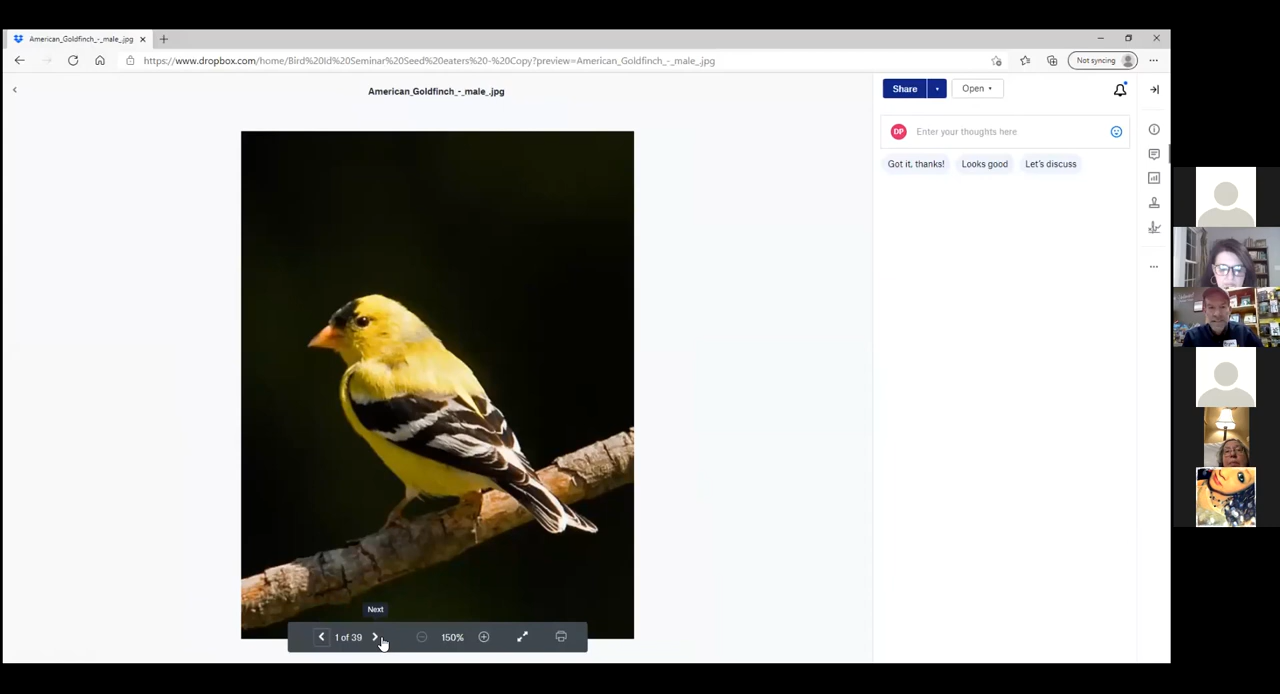 American_Goldfinch_-_male_.jpg
https://www.dropbox.com/home/Bird%20Id%20Seminar%20Seed%20eaters%20-%20Copy?preview=American_Goldfinch_-_male_.jpg
Not syncing
American_Goldfinch_-_male_.jpg
Share
Open
DP
Enter your thoughts here
Got it, thanks!
Looks good
Let's discuss
Next
1 of 39
150%